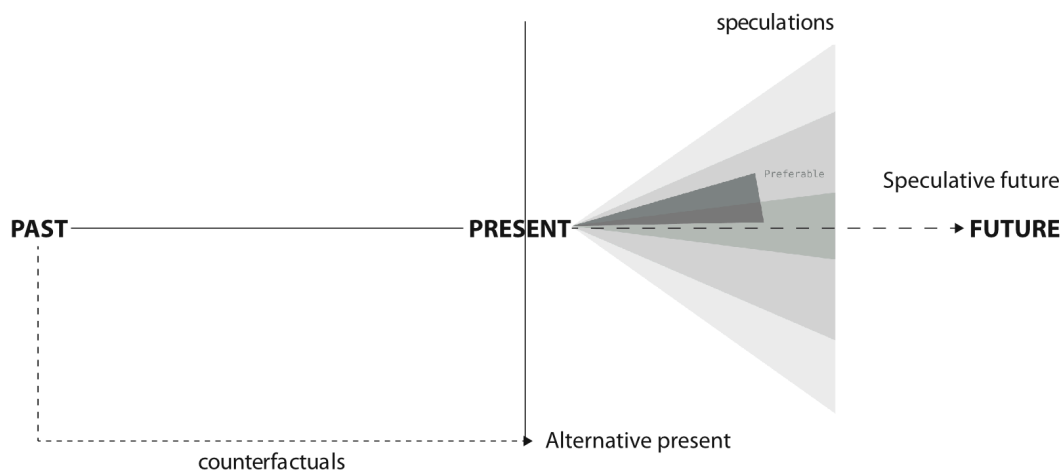 speculations
Preferable
Speculative future
PAST
PRESENT
FUTURE
Alternative present
counterfactuals